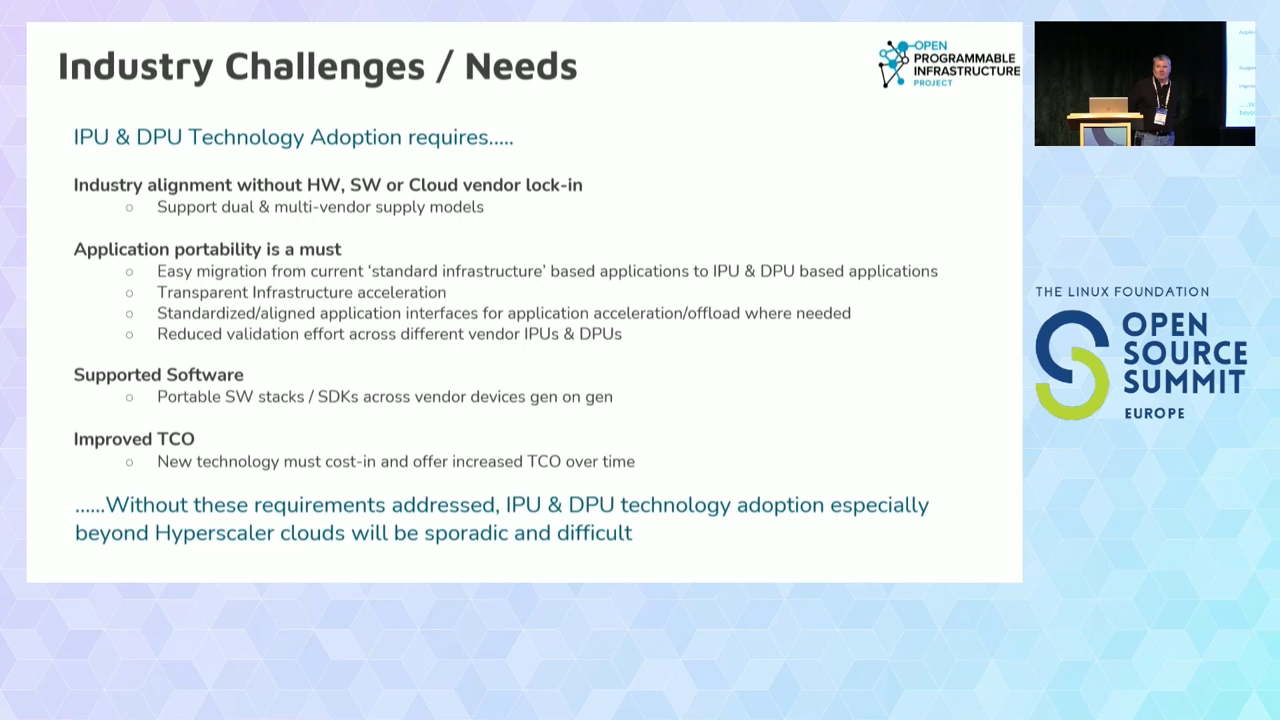 Industry Challenges / Needs
OPEN
PROGRAMMABLE
INFRASTRUCTURE
PROJECT
IPU & DPU Technology Adoption requires.....
Industry alignment without HW, SW or Cloud vendor lock-in
○ Support dual & multi-vendor supply models
Application portability is a must
○ Easy migration from current ‘standard infrastructure’ based applications to IPU & DPU based applications
○ Transparent Infrastructure acceleration
○ Standardized/aligned application interfaces for application acceleration/offload where needed
○ Reduced validation effort across different vendor IPUs & DPUs
Supported Software
○ Portable SW stacks / SDKs across vendor devices gen on gen
Improved TCO
○ New technology must cost-in and offer increased TCO over time
......Without these requirements addressed, IPU & DPU technology adoption especially
beyond Hyperscaler clouds will be sporadic and difficult
THE LINUX FOUNDATION
OPEN
SOURCE
SUMMIT
EUROPE